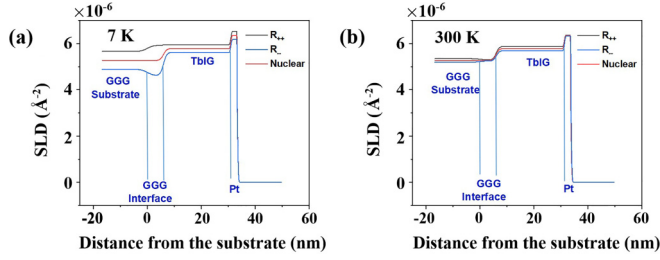 (a)
×10⁻⁶
7 K
R₊₊
R₋₋
Nuclear
GGG
Substrate
TbIG
GGG
Interface
Pt
SLD (Å⁻²)
6
4
2
0
-20 0 20 40 60
Distance from the substrate (nm)
(b)
×10⁻⁶
300 K
R₊₊
R₋₋
Nuclear
GGG
Substrate
TbIG
GGG
Interface
Pt
SLD (Å⁻²)
6
4
2
0
-20 0 20 40 60
Distance from the substrate (nm)